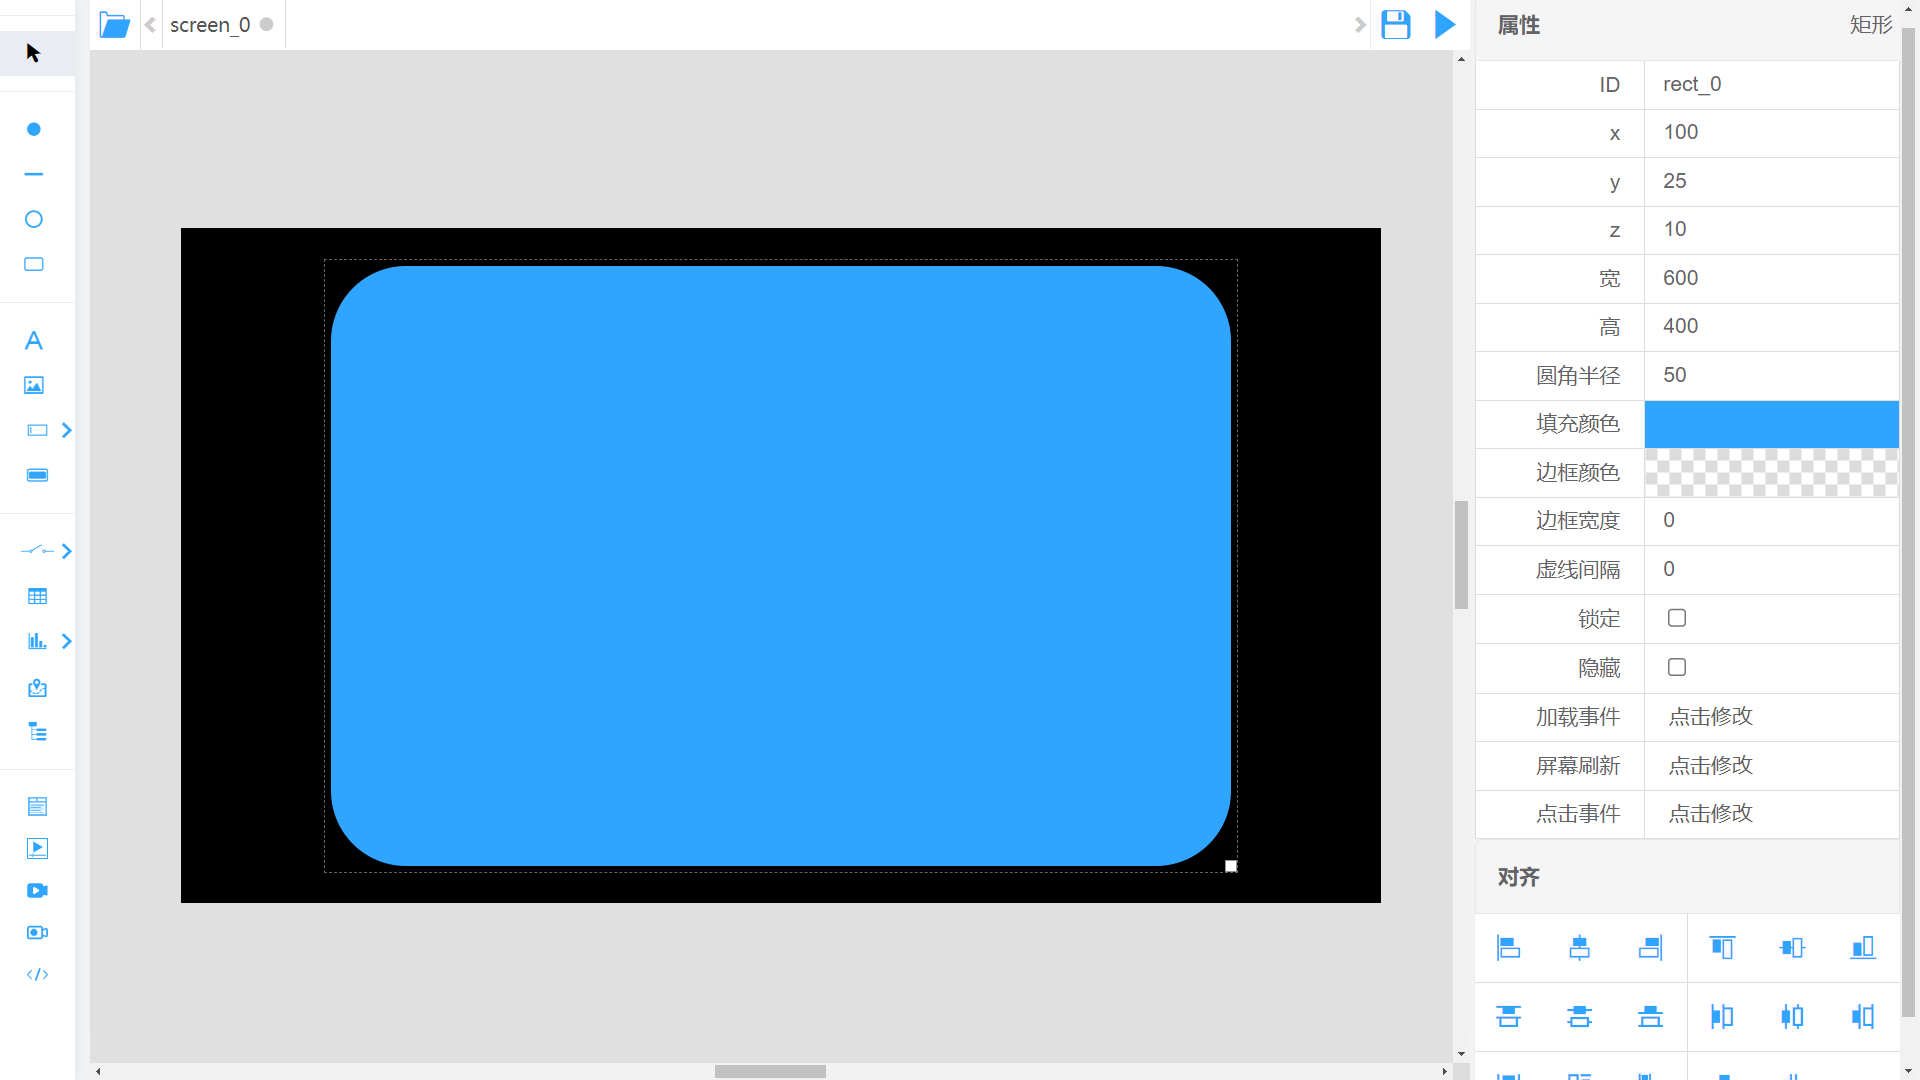 screen_0
属性
矩形
ID
rect_0
x
100
y
25
z
10
宽
600
高
400
圆角半径
50
填充颜色
边框颜色
边框宽度
0
虚线间隔
0
锁定
隐藏
加载事件
点击修改
屏幕刷新
点击修改
点击事件
点击修改
对齐